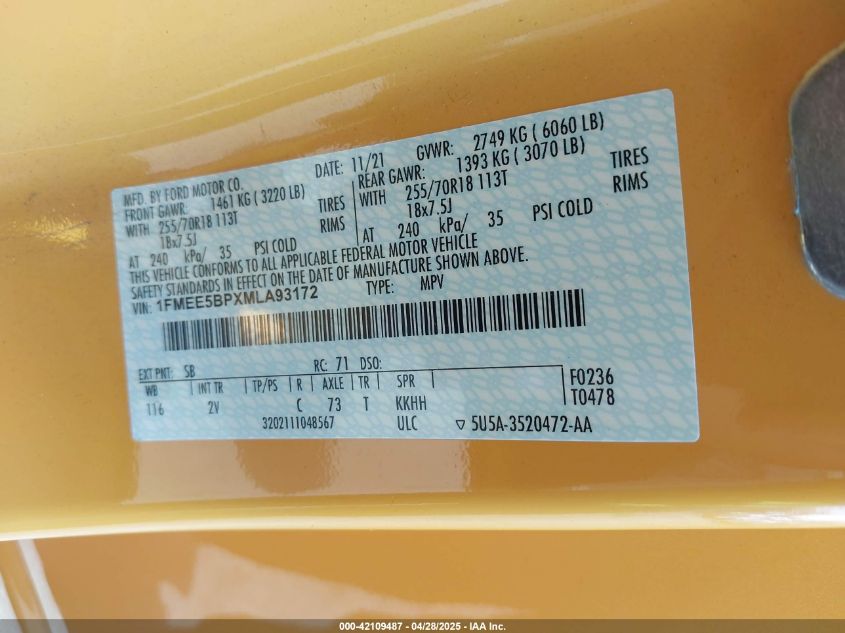 MFD. BY FORD MOTOR CO.
DATE: 11/21 GVWR: 2749 KG ( 6060 LB)
FRONT GAWR: 1461 KG ( 3220 LB)
WITH 255/70R18 113T TIRES
18x7.5J RIMS
AT 240 kPa/ 35 PSI COLD
REAR GAWR: 1393 KG ( 3070 LB)
WITH 255/70R18 113T TIRES
18x7.5J RIMS
AT 240 kPa/ 35 PSI COLD
THIS VEHICLE CONFORMS TO ALL APPLICABLE FEDERAL MOTOR VEHICLE
SAFETY STANDARDS IN EFFECT ON THE DATE OF MANUFACTURE SHOWN ABOVE.
VIN: 1FMEE5BPXMLA93172 TYPE: MPV
EXT PNT: SB RC: 71 DSO:
WB INT TR TP/PS R AXLE TR SPR
116 2V C 73 T KKHH
F0236
T0478
3202111048567 ULC ▽ 5U5A-3520472-AA
000-42109487 - 04/28/2025 - IAA Inc.